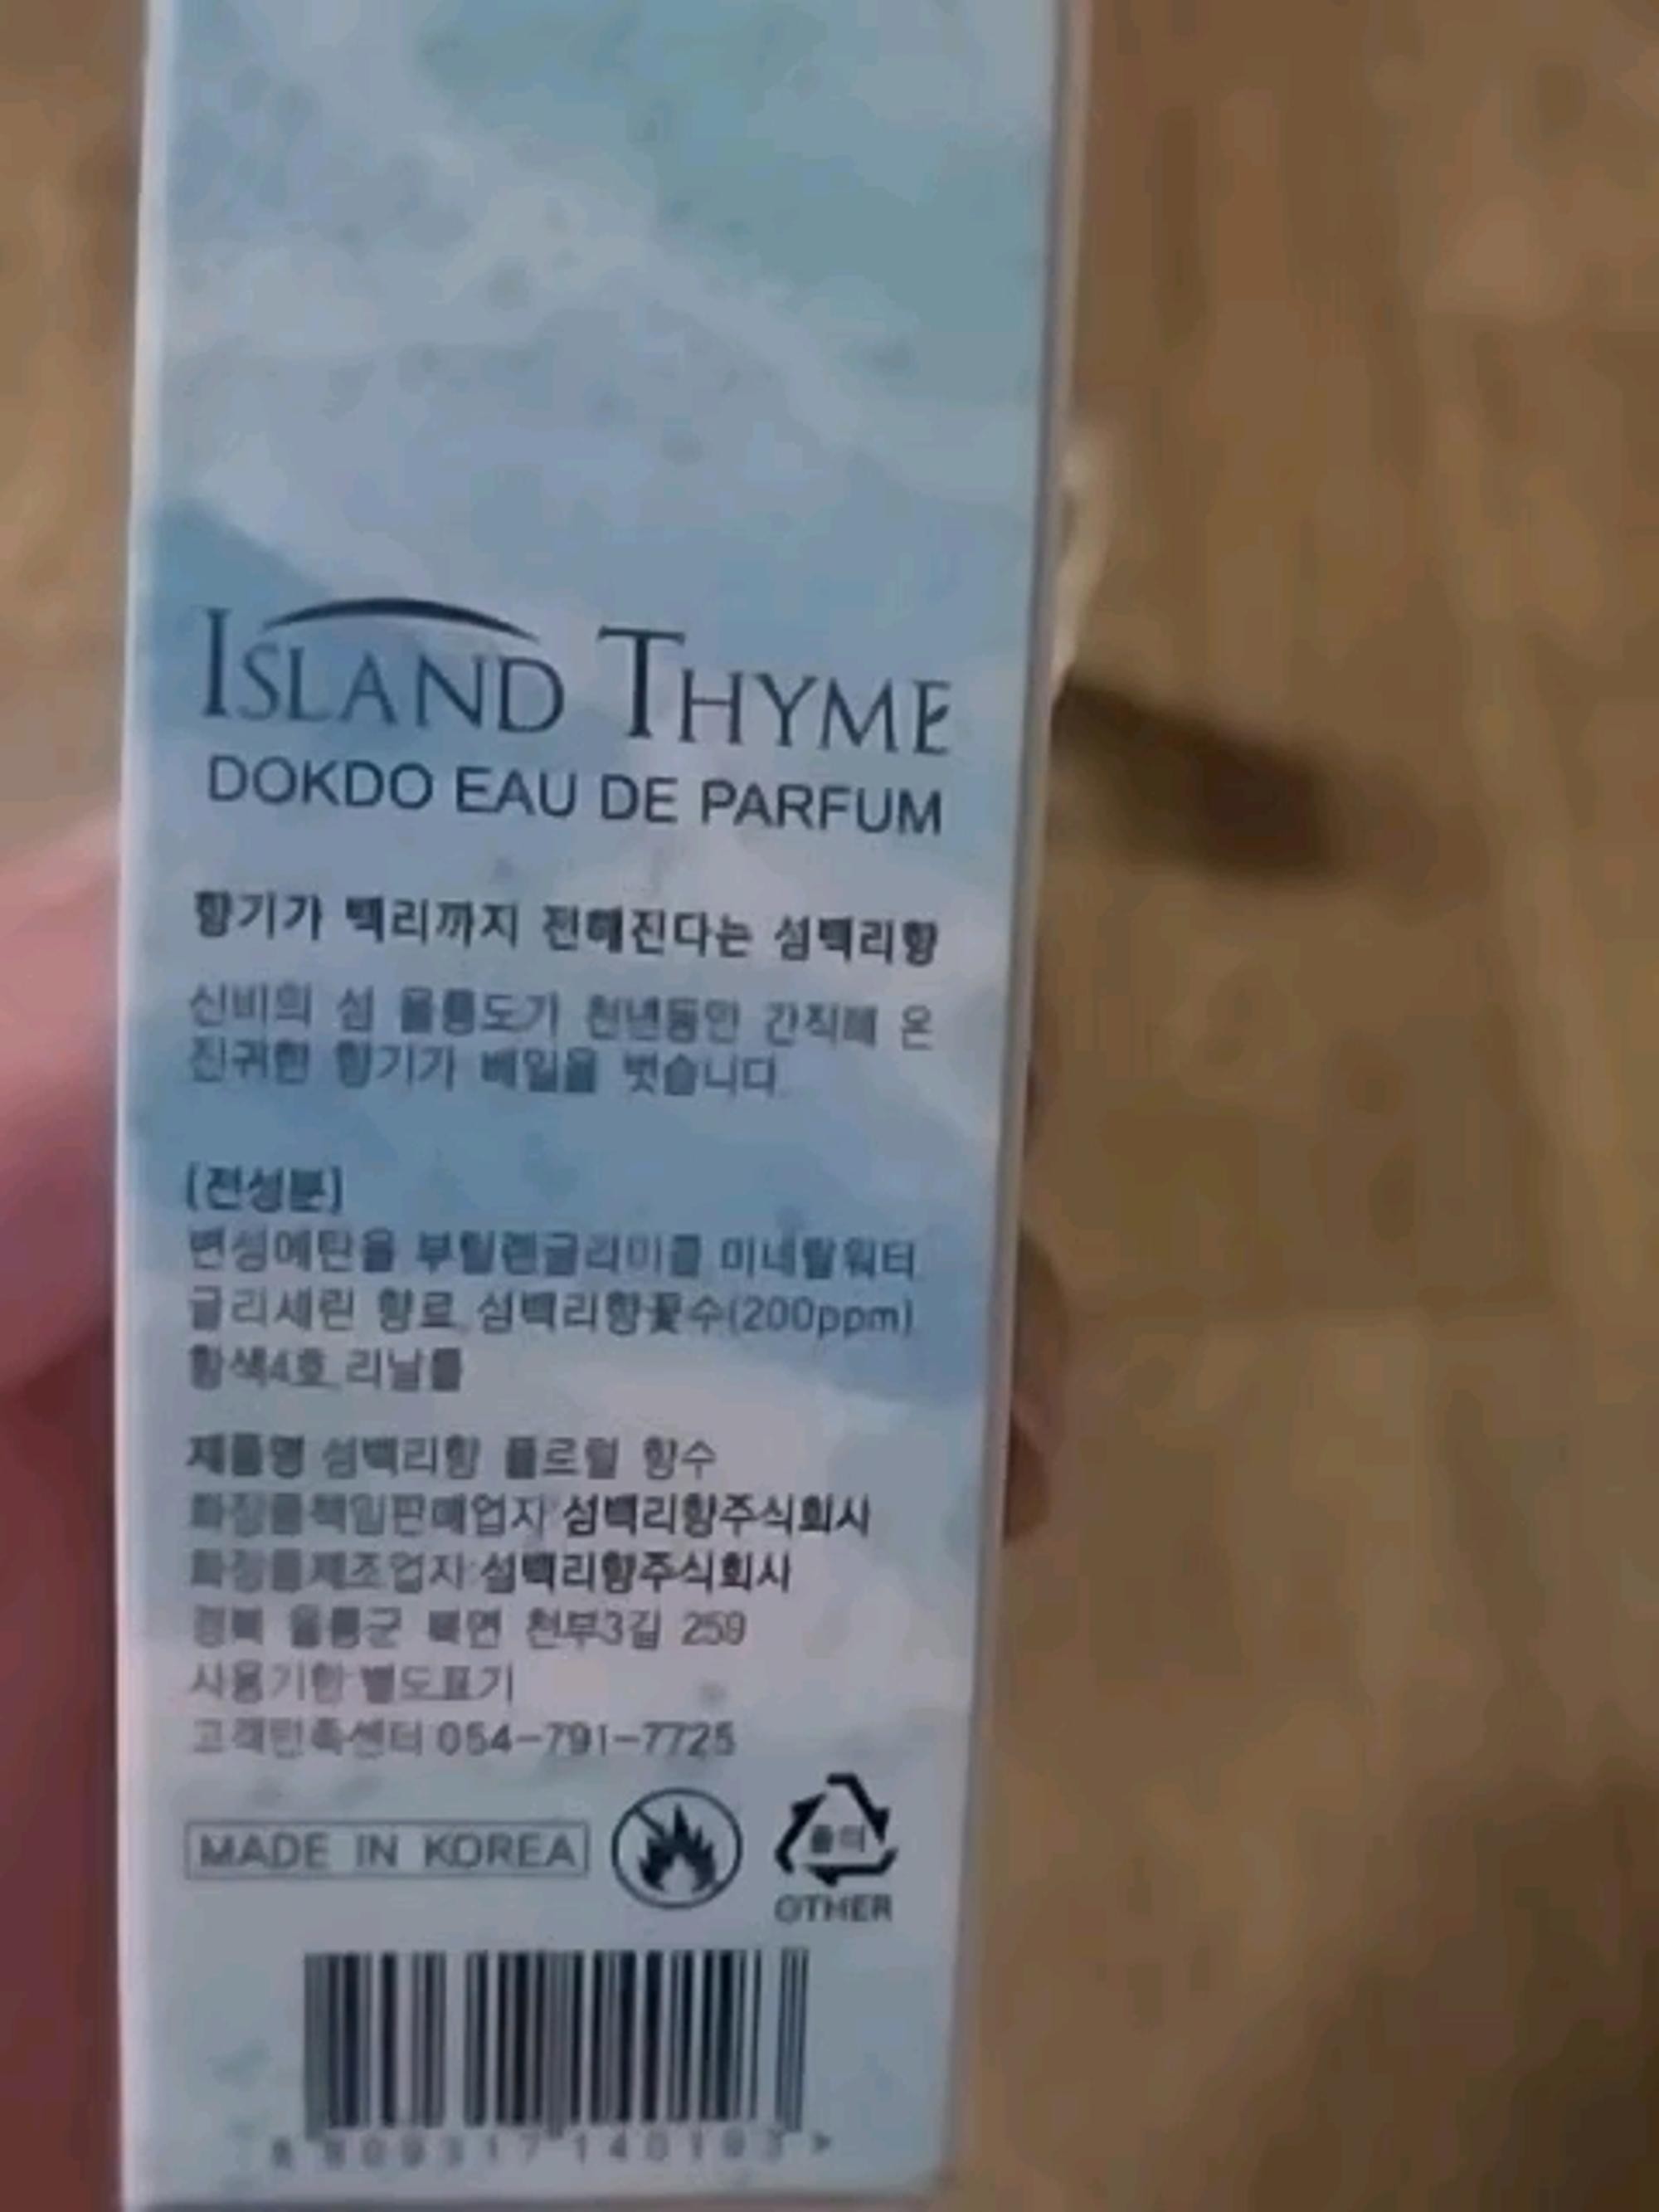 ISLAND THYME
DOKDO EAU DE PARFUM
향기가 백리까지 전해진다는 섬백리향
신비의 섬 울릉도가 천년동안 간직해 온
진귀한 향기가 베일을 벗습니다.
(전성분)
변성에탄올 부틸렌글라이콜 미네랄워터
글리세린 향료 섬백리향꽃수(200ppm)
황색4호 리날룰
제품명 섬백리향 플로럴 향수
화장품책임판매업자 섬백리향주식회사
화장품제조업자 섬백리향주식회사
경북 울릉군 북면 천부3길 259
사용기한 별도표기
고객만족센터 054-791-7725
MADE IN KOREA
OTHER
8809317140193 >